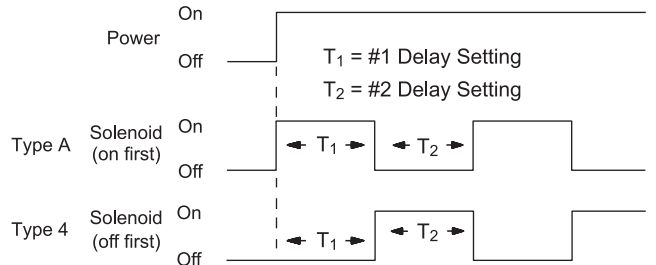 On
Power
Off
T₁ = #1 Delay Setting
T₂ = #2 Delay Setting
On
Type A Solenoid
(on first)
T₁ T₂
Off
On
Type 4 Solenoid
(off first)
T₁ T₂
Off